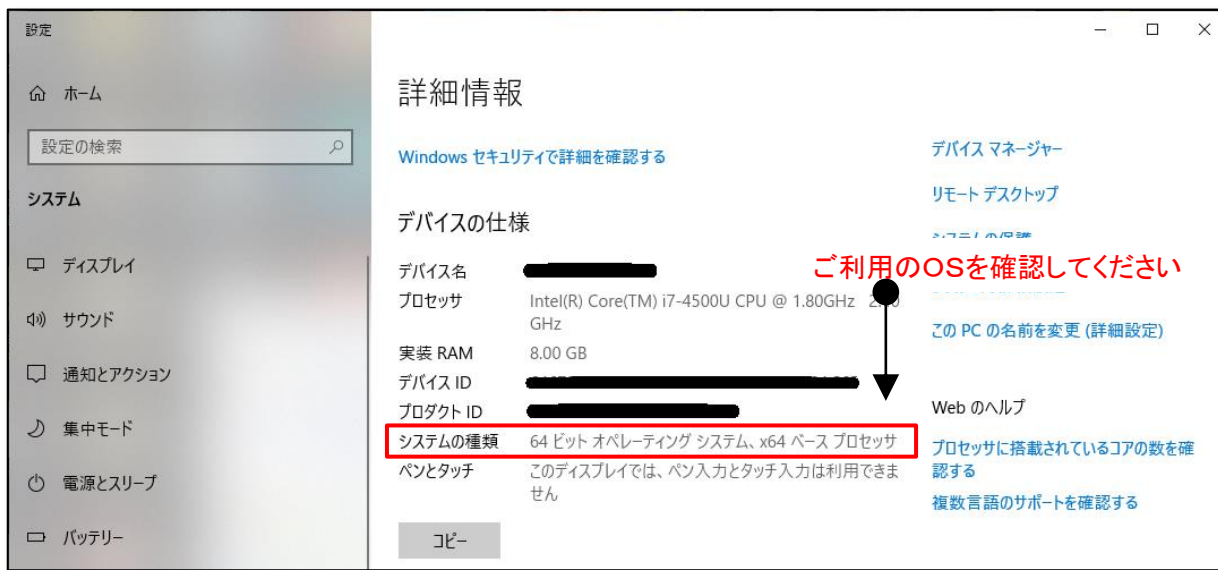 設定
ホーム
設定の検索
システム
ディスプレイ
サウンド
通知とアクション
集中モード
電源とスリープ
バッテリー
詳細情報
Windows セキュリティで詳細を確認する
デバイスの仕様
デバイス名
プロセッサ Intel(R) Core(TM) i7-4500U CPU @ 1.80GHz
GHz
実装 RAM 8.00 GB
デバイス ID
プロダクト ID
システムの種類 64 ビット オペレーティング システム、x64 ベース プロセッサ
ペンとタッチ このディスプレイでは、ペン入力とタッチ入力は利用できま
せん
コピー
ご利用のOSを確認してください
デバイス マネージャー
リモート デスクトップ
システムの保護
この PC の名前を変更 (詳細設定)
Web のヘルプ
プロセッサに搭載されているコアの数を確
認する
複数言語のサポートを確認する